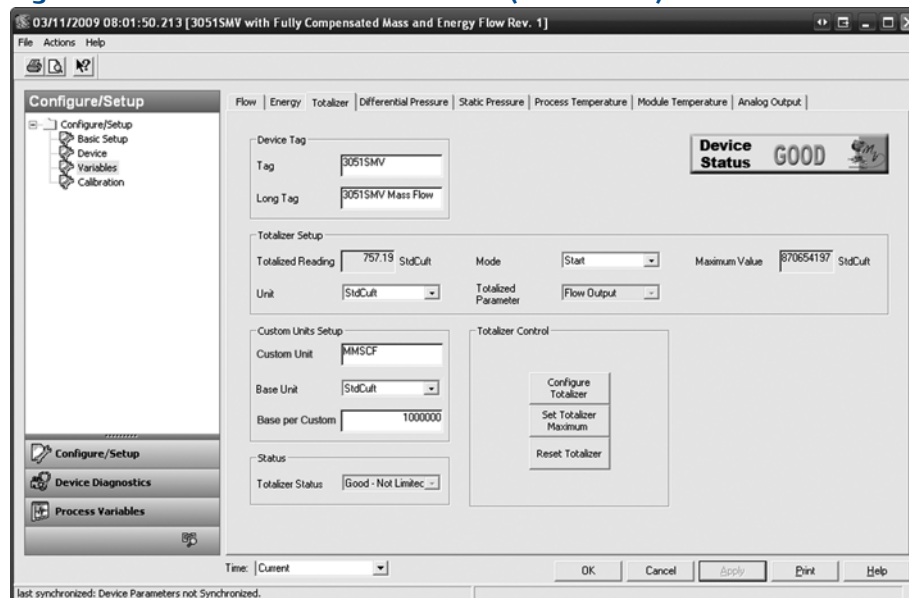 03/11/2009 08:01:50.213 [3051SMV with Fully Compensated Mass and Energy Flow Rev. 1]
File Actions Help
Configure/Setup
Configure/Setup
Basic Setup
Device
Variables
Calibration
Configure/Setup
Device Diagnostics
Process Variables
Flow Energy Totalizer Differential Pressure Static Pressure Process Temperature Module Temperature Analog Output
Device Tag
Tag 3051SMV
Long Tag 3051SMV Mass Flow
Device Status GOOD
Totalizer Setup
Totalized Reading 757.19 StdCuft Mode Start Maximum Value 870654197 StdCuft
Unit StdCuft Totalized Parameter Flow Output
Custom Units Setup
Custom Unit MMSCF
Base Unit StdCuft
Base per Custom 1000000
Totalizer Control
Configure Totalizer
Set Totalizer Maximum
Reset Totalizer
Status
Totalizer Status Good - Not Limitec
Time: Current
OK Cancel Apply Print Help
last synchronized: Device Parameters not Synchronized.